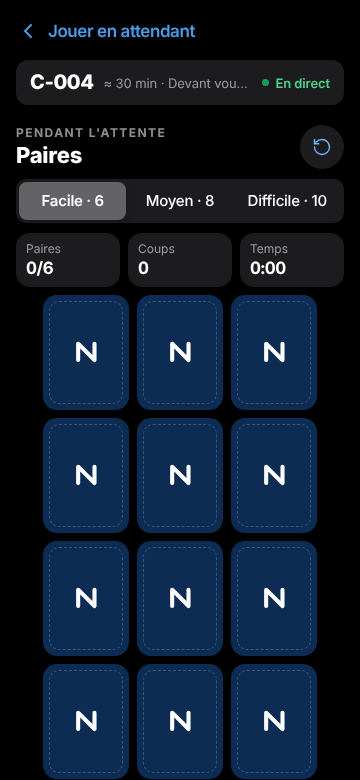 Jouer en attendant
C-004 ≈ 30 min · Devant vou... En direct
PENDANT L'ATTENTE
Paires
Facile · 6 Moyen · 8 Difficile · 10
Paires Coups Temps
0/6 0 0:00
N N N
N N N
N N N
N N N